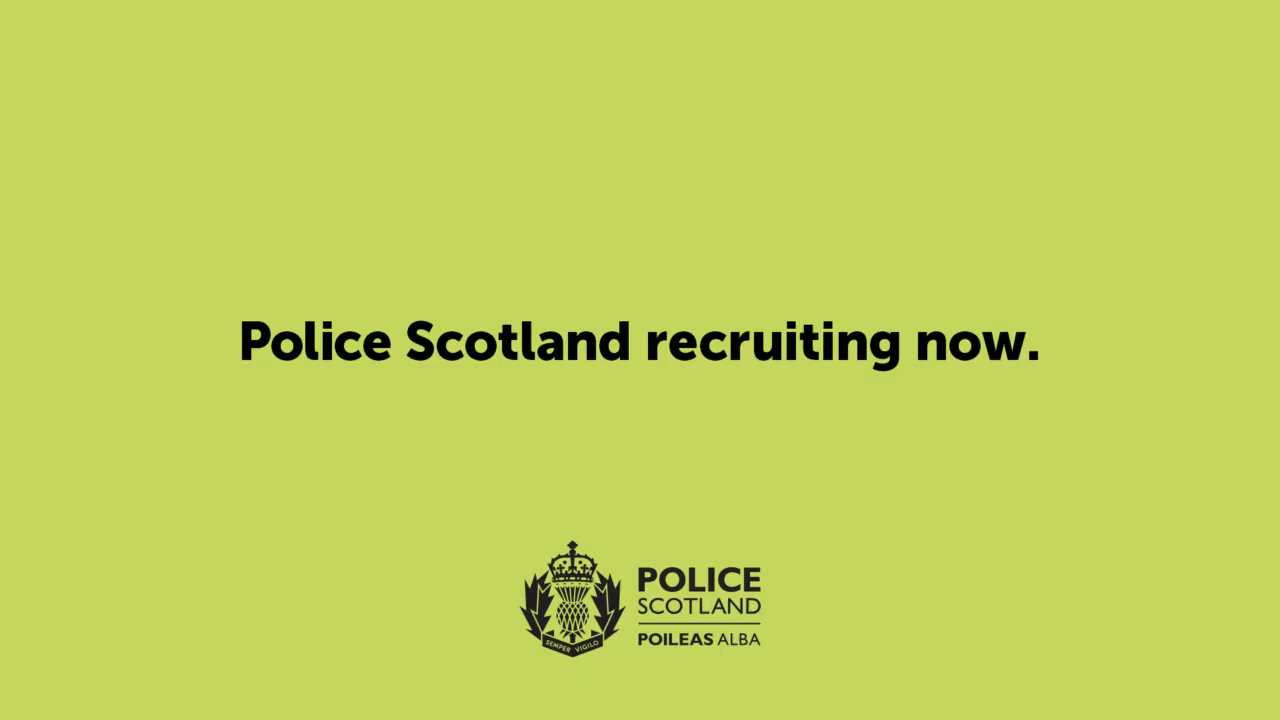 Police Scotland recruiting now.
POLICE
SCOTLAND
POILEAS ALBA
SEMPER VIGILO